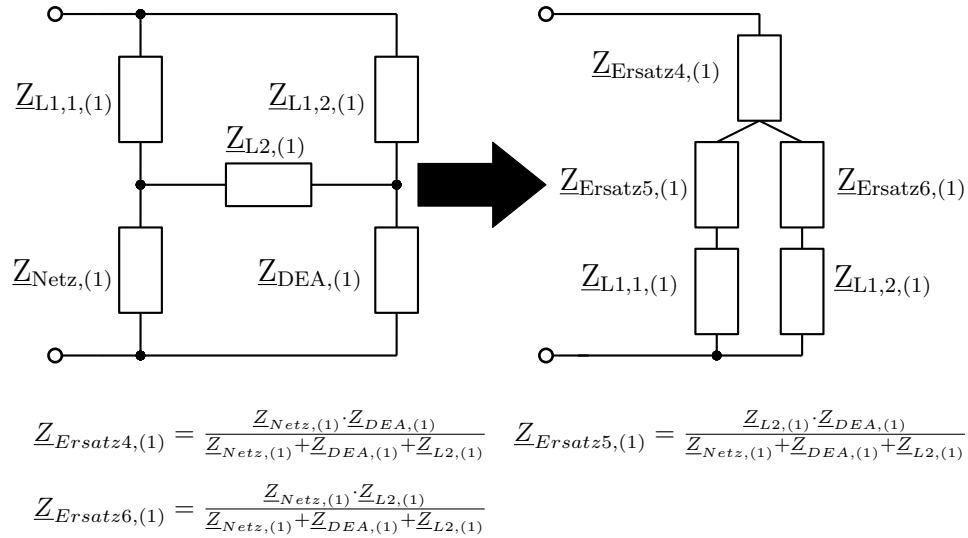 Z_Ersatz4,(1)
Z_L1,1,(1) Z_L1,2,(1)
Z_L2,(1)
Z_Ersatz5,(1) Z_Ersatz6,(1)
Z_Netz,(1) Z_DEA,(1) Z_L1,1,(1) Z_L1,2,(1)
Z_Ersatz4,(1) = (Z_Netz,(1) · Z_DEA,(1)) / (Z_Netz,(1) + Z_DEA,(1) + Z_L2,(1)) Z_Ersatz5,(1) = (Z_L2,(1) · Z_DEA,(1)) / (Z_Netz,(1) + Z_DEA,(1) + Z_L2,(1))
Z_Ersatz6,(1) = (Z_Netz,(1) · Z_L2,(1)) / (Z_Netz,(1) + Z_DEA,(1) + Z_L2,(1))